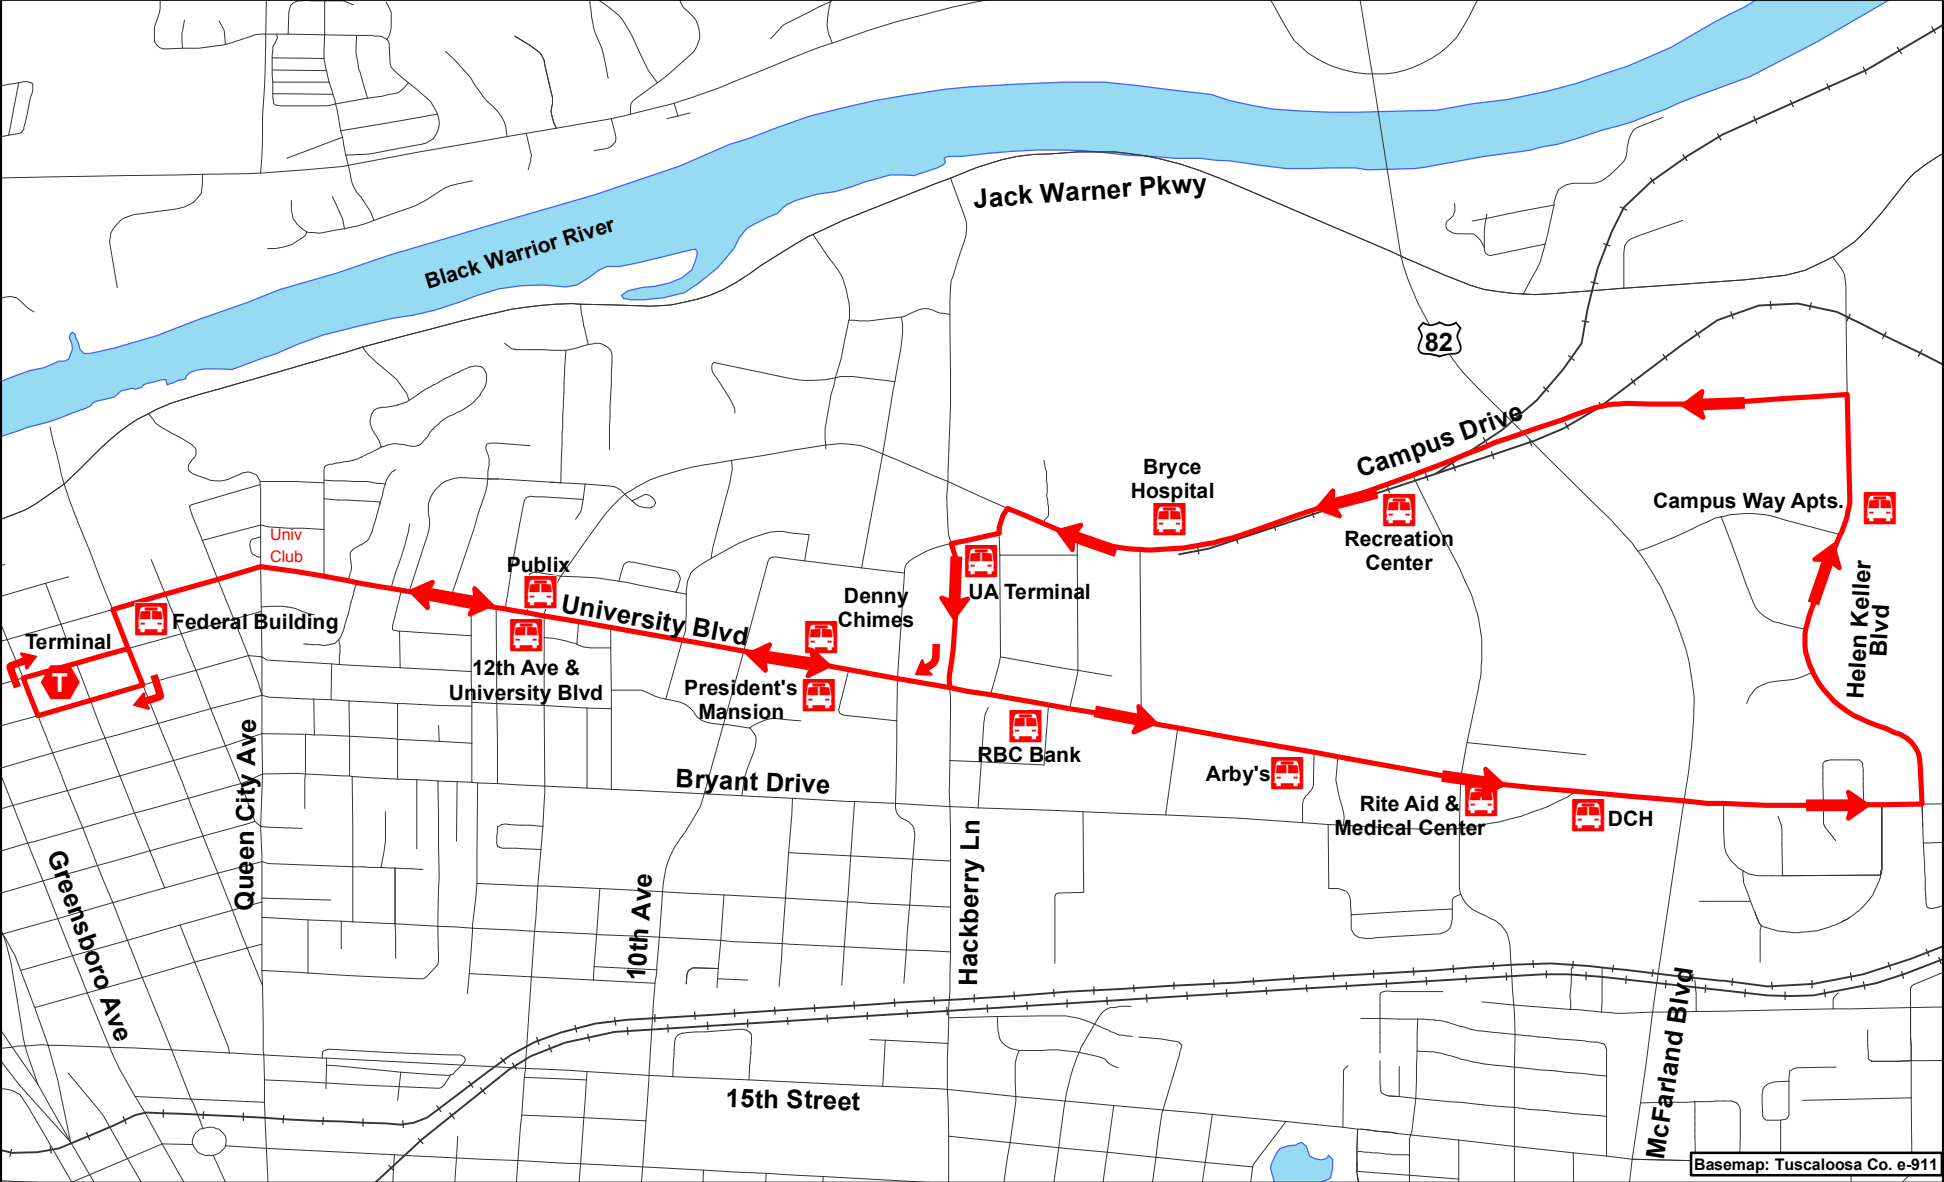 Jack Warner Pkwy
Black Warrior River
82
Campus Drive
Bryce
Hospital
Recreation
Center
Campus Way Apts.
Helen Keller
Blvd
Univ
Club
Publix
University Blvd
Denny
Chimes
UA Terminal
Federal Building
Terminal
T
12th Ave &
University Blvd
President's
Mansion
RBC Bank
Arby's
Rite Aid &
Medical Center
DCH
Bryant Drive
Queen City Ave
Greensboro Ave
10th Ave
Hackberry Ln
McFarland Blvd
15th Street
Basemap: Tuscaloosa Co. e-911